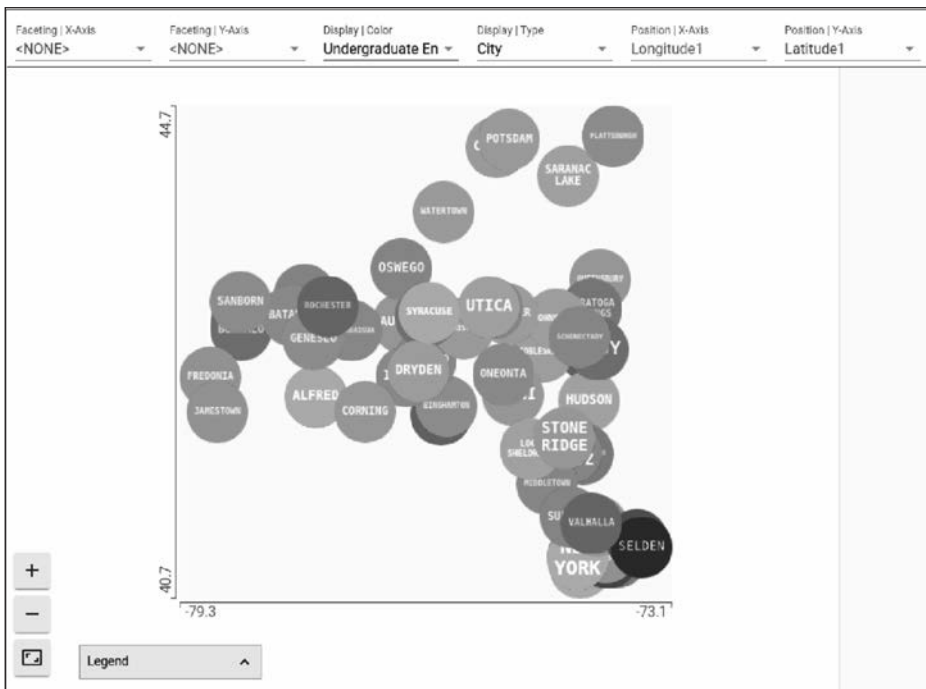 Faceting | X-Axis
<NONE>
Faceting | Y-Axis
<NONE>
Display | Color
Undergraduate En
Display | Type
City
Position | X-Axis
Longitude1
Position | Y-Axis
Latitude1
44.7
POTSDAM
PLATTSBURGH
SARANAC
LAKE
WATERTOWN
OSWEGO
QUEENSBURY
SANBORN
ROCHESTER
SYRACUSE
UTICA
GENESEO
SCHENECTADY
FREDONIA
DRYDEN
ONEONTA
JAMESTOWN
ALFRED
CORNING
BINGHAMTON
HUDSON
STONE
RIDGE
MIDDLETOWN
VALHALLA
SELDEN
YORK
40.7
-79.3
-73.1
+
−
Legend